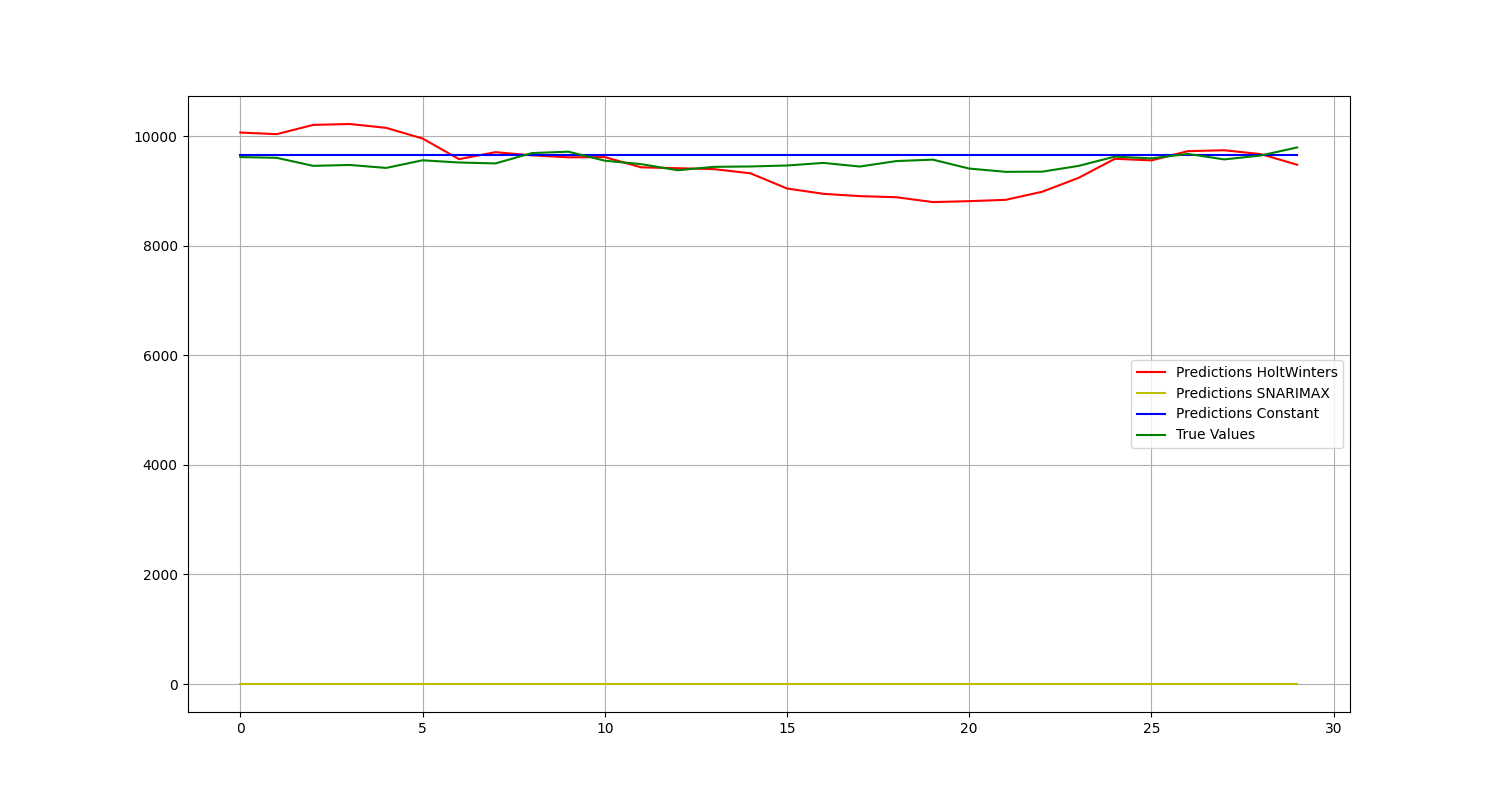 10000
8000
6000
4000
2000
0
0 5 10 15 20 25 30
Predictions HoltWinters
Predictions SNARIMAX
Predictions Constant
True Values